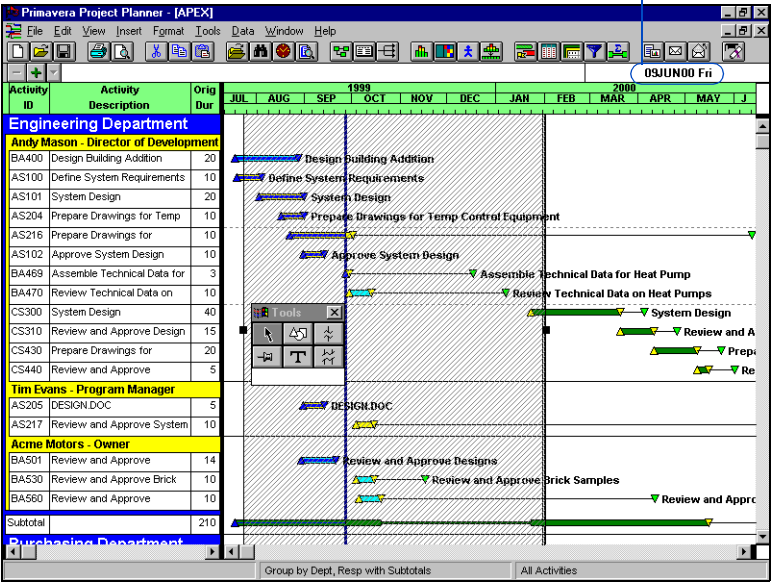 Primavera Project Planner - [APEX]
File Edit View Insert Format Tools Data Window Help
09JUN00 Fri
Activity ID Activity Description Orig Dur
1999 2000
JUL AUG SEP OCT NOV DEC JAN FEB MAR APR MAY J
Engineering Department
Andy Mason - Director of Development
BA400 Design Building Addition 20 Design Building Addition
AS100 Define System Requirements 10 Define System Requirements
AS101 System Design 20 System Design
AS204 Prepare Drawings for Temp 10 Prepare Drawings for Temp Control Equipment
AS216 Prepare Drawings for 10
AS102 Approve System Design 10 Approve System Design
BA469 Assemble Technical Data for 3 Assemble Technical Data for Heat Pump
BA470 Review Technical Data on 10 Review Technical Data on Heat Pumps
CS300 System Design 40 System Design
CS310 Review and Approve Design 15 Review and A
CS430 Prepare Drawings for 20 Prepa
CS440 Review and Approve 5 Re
Tools
T
Tim Evans - Program Manager
AS205 DESIGN.DOC 5 DESIGN.DOC
AS217 Review and Approve System 10
Acme Motors - Owner
BA501 Review and Approve 14 Review and Approve Designs
BA530 Review and Approve Brick 10 Review and Approve Brick Samples
BA560 Review and Approve 10 Review and Appro
Subtotal 210
Purchasing Department
Group by Dept, Resp with Subtotals All Activities